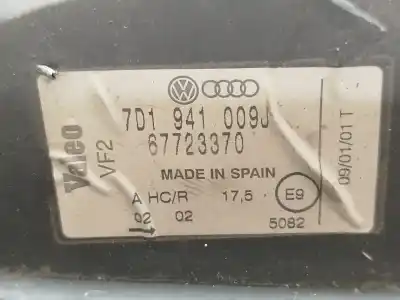 7D1 941 009J
67723370
MADE IN SPAIN
A HC/R 17,5 · E9
02 02 5082
Valeo
VF2
09/01/01 T